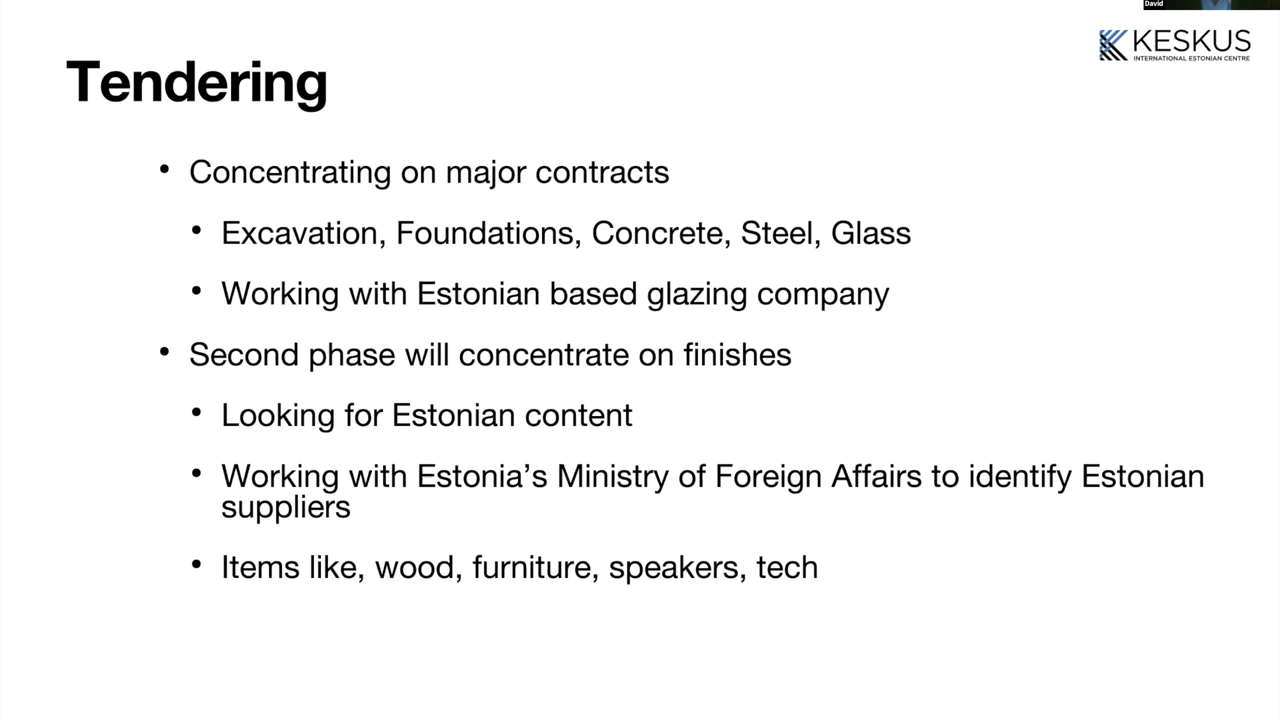 David
KESKUS
INTERNATIONAL ESTONIAN CENTRE
Tendering
• Concentrating on major contracts
• Excavation, Foundations, Concrete, Steel, Glass
• Working with Estonian based glazing company
• Second phase will concentrate on finishes
• Looking for Estonian content
• Working with Estonia’s Ministry of Foreign Affairs to identify Estonian
suppliers
• Items like, wood, furniture, speakers, tech